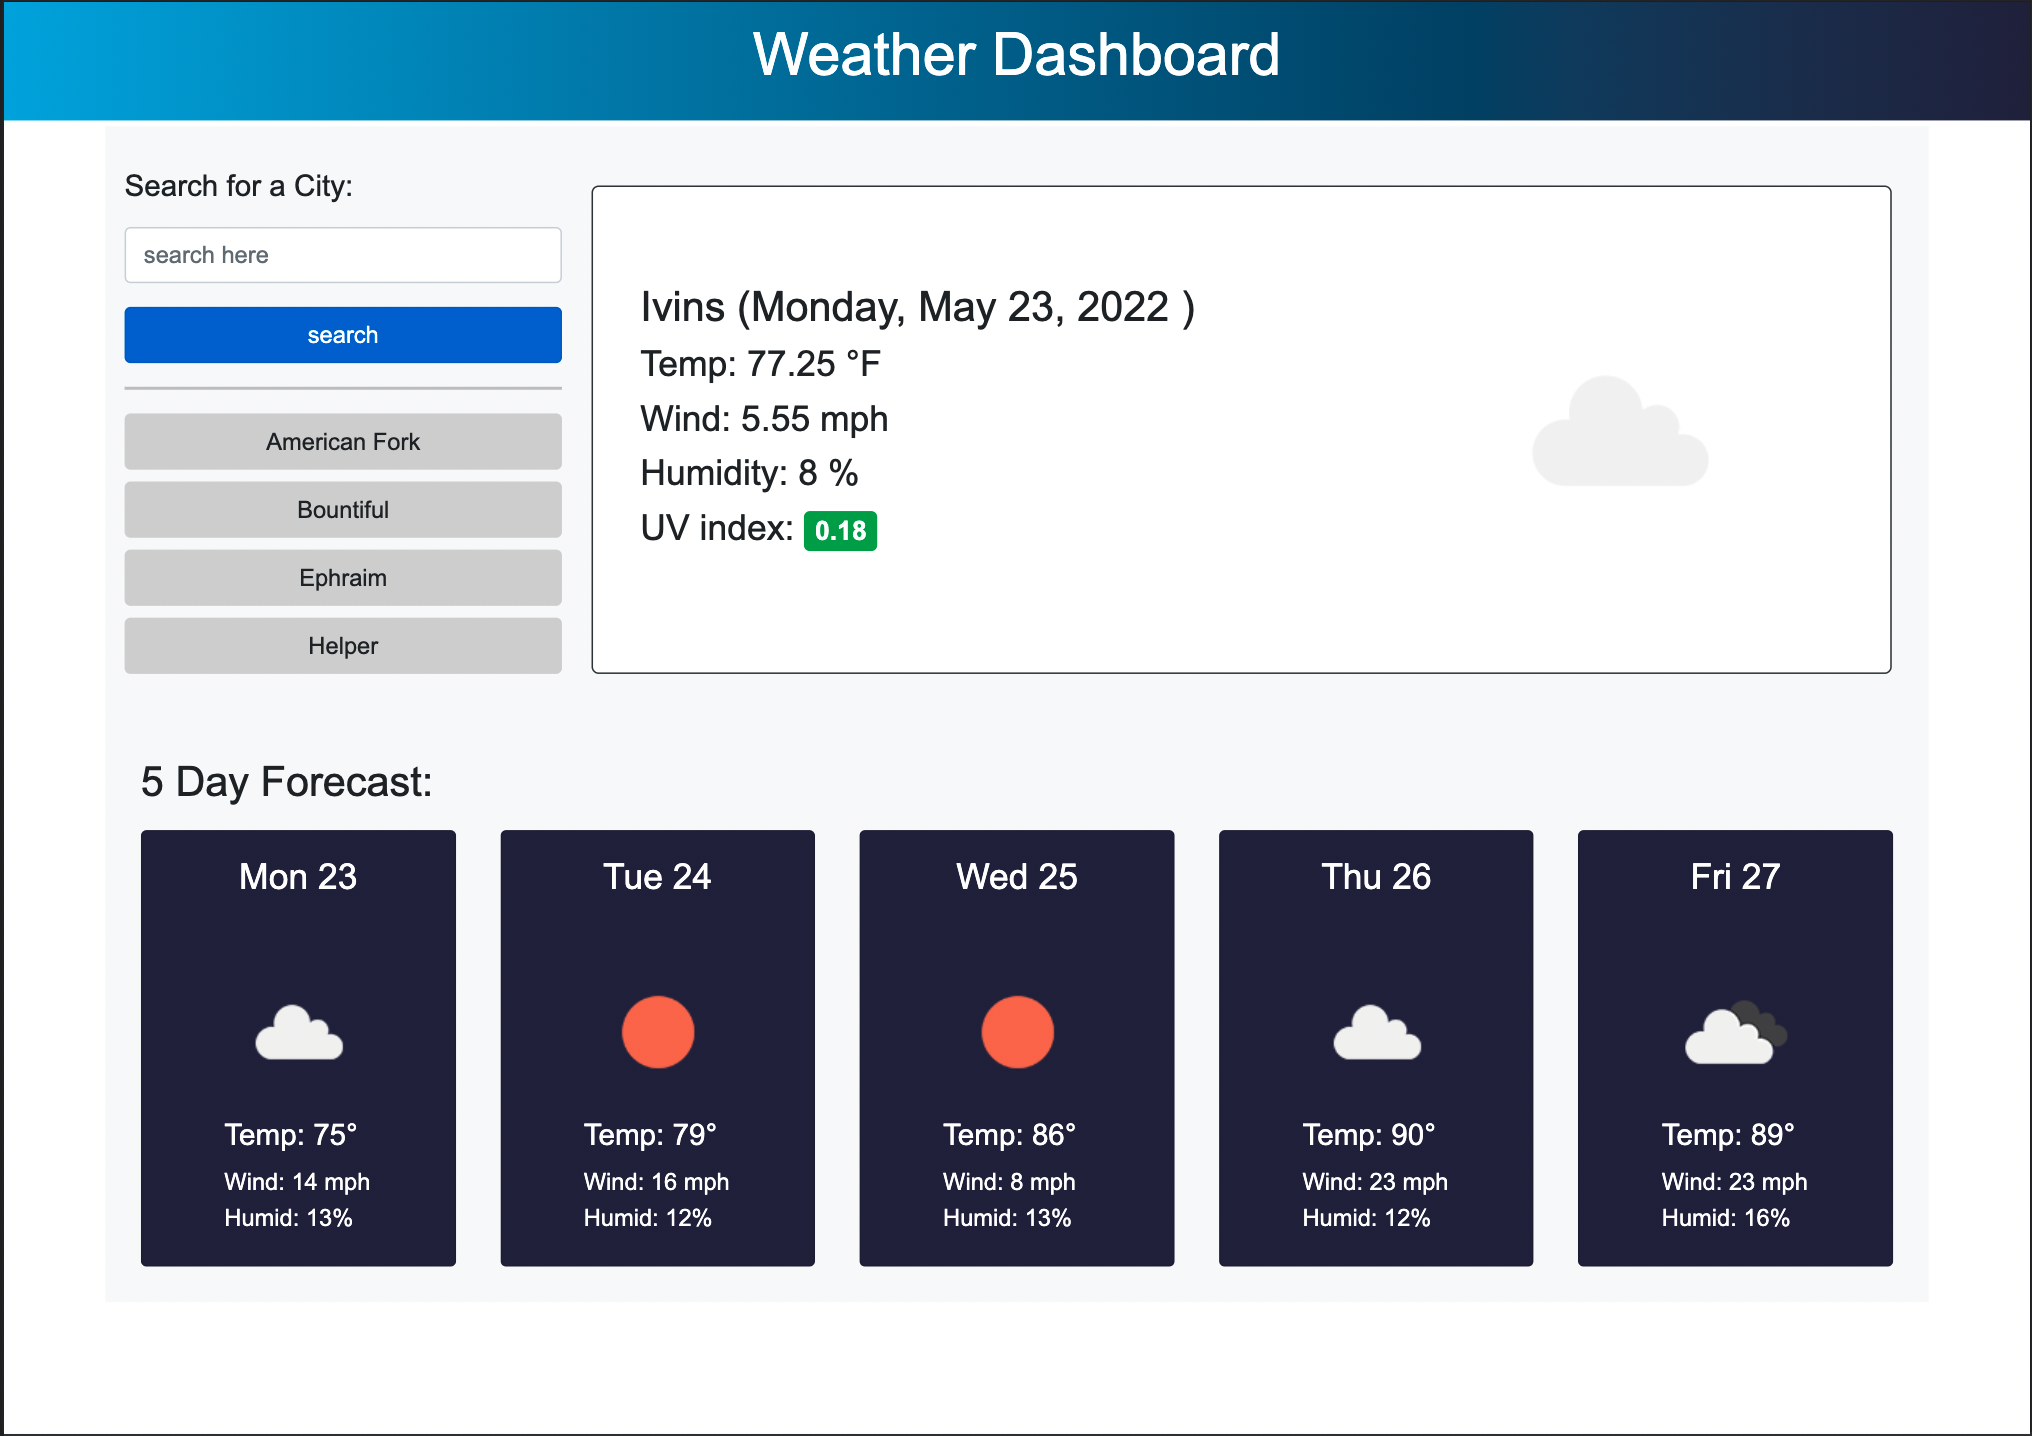 Weather Dashboard
Search for a City:
search here
search
American Fork
Bountiful
Ephraim
Helper
Ivins (Monday, May 23, 2022 )
Temp: 77.25 °F
Wind: 5.55 mph
Humidity: 8 %
UV index: 0.18
5 Day Forecast:
Mon 23
Temp: 75°
Wind: 14 mph
Humid: 13%
Tue 24
Temp: 79°
Wind: 16 mph
Humid: 12%
Wed 25
Temp: 86°
Wind: 8 mph
Humid: 13%
Thu 26
Temp: 90°
Wind: 23 mph
Humid: 12%
Fri 27
Temp: 89°
Wind: 23 mph
Humid: 16%